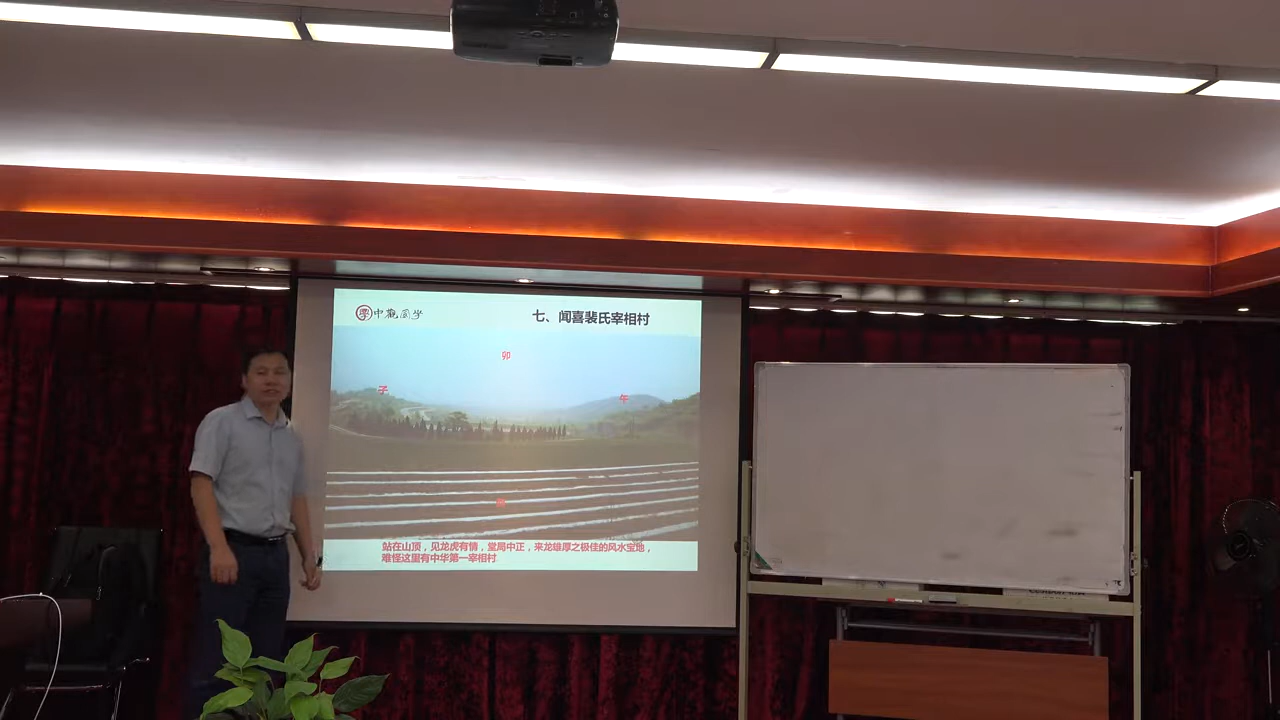 中观国学
七、闻喜裴氏宰相村
卯
子
午
站在山顶，见龙虎有情，堂局中正，来龙雄厚之极佳的风水宝地，
难怪这里有中华第一宰相村